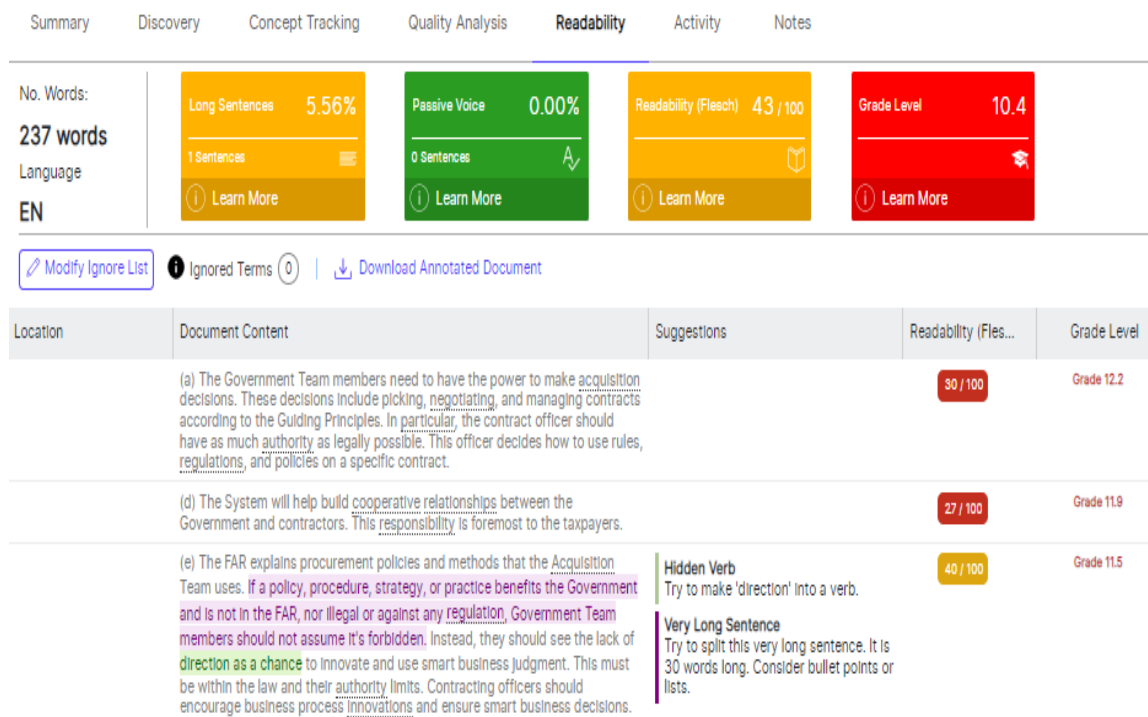 Summary Discovery Concept Tracking Quality Analysis Readability Activity Notes
No. Words:
237 words
Language
EN
Long Sentences 5.56%
1 Sentences
Learn More
Passive Voice 0.00%
0 Sentences
Learn More
Readability (Flesch) 43 / 100
Learn More
Grade Level 10.4
Learn More
Modify Ignore List Ignored Terms 0 Download Annotated Document
Location Document Content Suggestions Readability (Fles... Grade Level
(a) The Government Team members need to have the power to make acquisition
decisions. These decisions include picking, negotiating, and managing contracts
according to the Guiding Principles. In particular, the contract officer should
have as much authority as legally possible. This officer decides how to use rules,
regulations, and policies on a specific contract.
30 / 100
Grade 12.2
(d) The System will help build cooperative relationships between the
Government and contractors. This responsibility is foremost to the taxpayers.
27 / 100
Grade 11.9
(e) The FAR explains procurement policies and methods that the Acquisition
Team uses. If a policy, procedure, strategy, or practice benefits the Government
and is not in the FAR, nor illegal or against any regulation, Government Team
members should not assume it's forbidden. Instead, they should see the lack of
direction as a chance to innovate and use smart business judgment. This must
be within the law and their authority limits. Contracting officers should
encourage business process innovations and ensure smart business decisions.
Hidden Verb
Try to make 'direction' into a verb.
Very Long Sentence
Try to split this very long sentence. It is
30 words long. Consider bullet points or
lists.
40 / 100
Grade 11.5